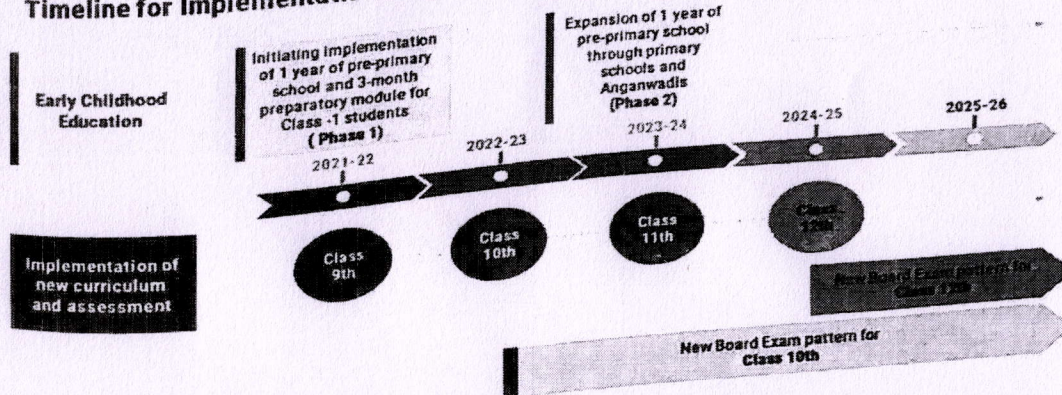 Timeline for Implementati
Early Childhood
Education
Initiating Implementation
of 1 year of pre-primary
school and 3-month
preparatory module for
Class -1 students
( Phase 1)
Expansion of 1 year of
pre-primary school
through primary
schools and
Anganwadis
(Phase 2)
2021-22
2022-23
2023-24
2024-25
2025-26
Implementation of
new curriculum
and assessment
Class
9th
Class
10th
Class
11th
Class
12th
New Board Exam pattern for
Class 12th
New Board Exam pattern for
Class 10th